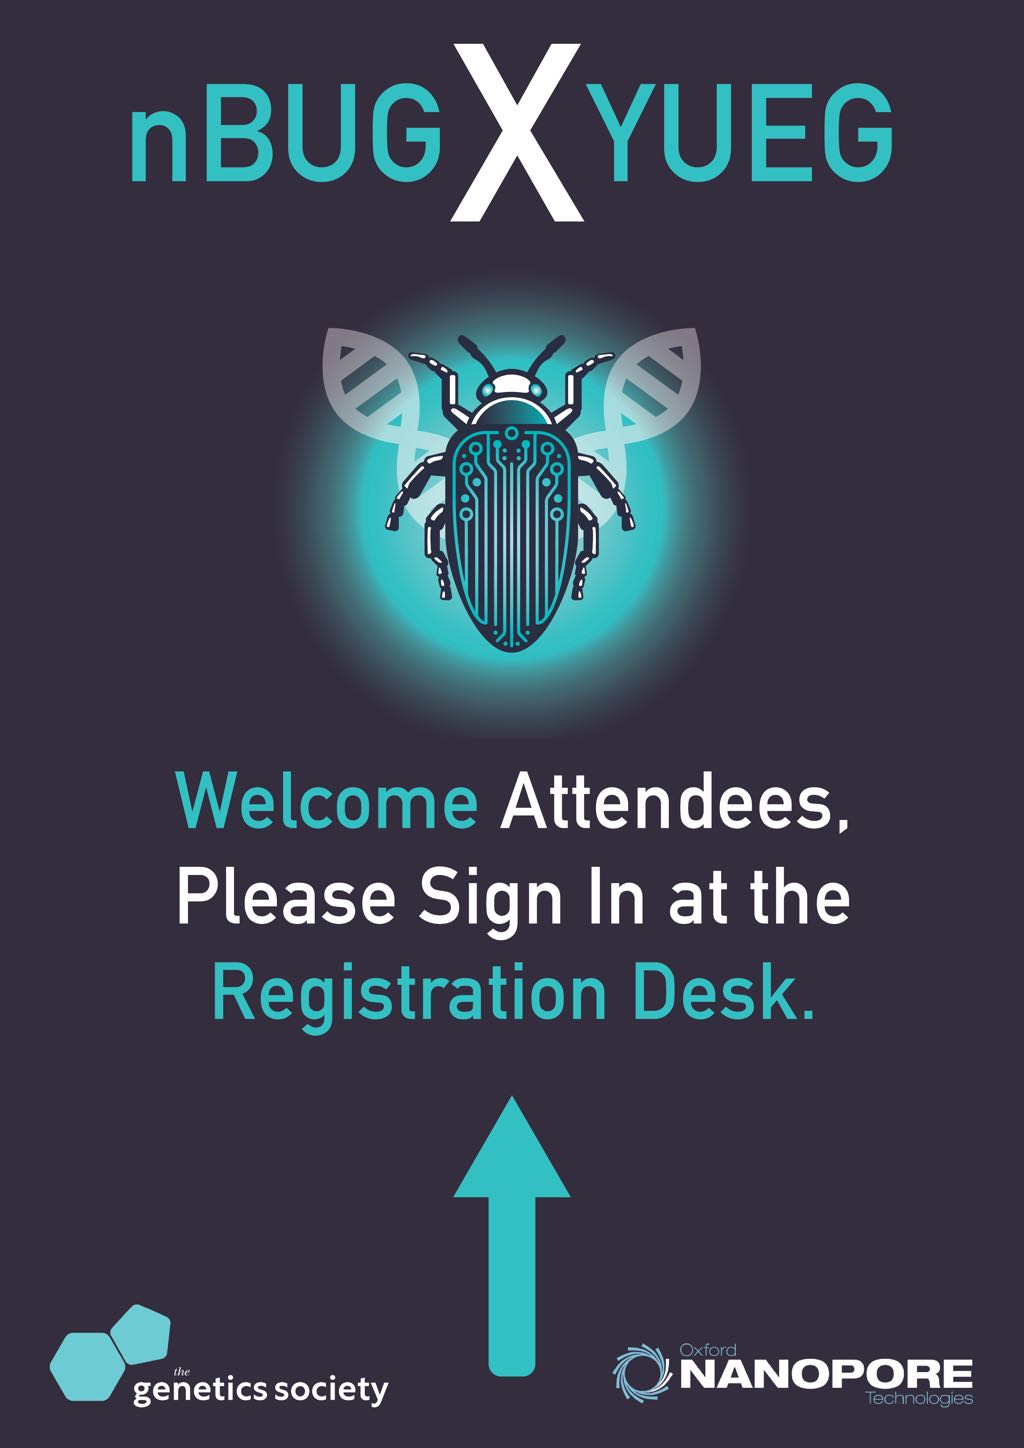 nBUG X YUEG
Welcome Attendees,
Please Sign In at the
Registration Desk.
the
genetics society
Oxford
NANOPORE
Technologies